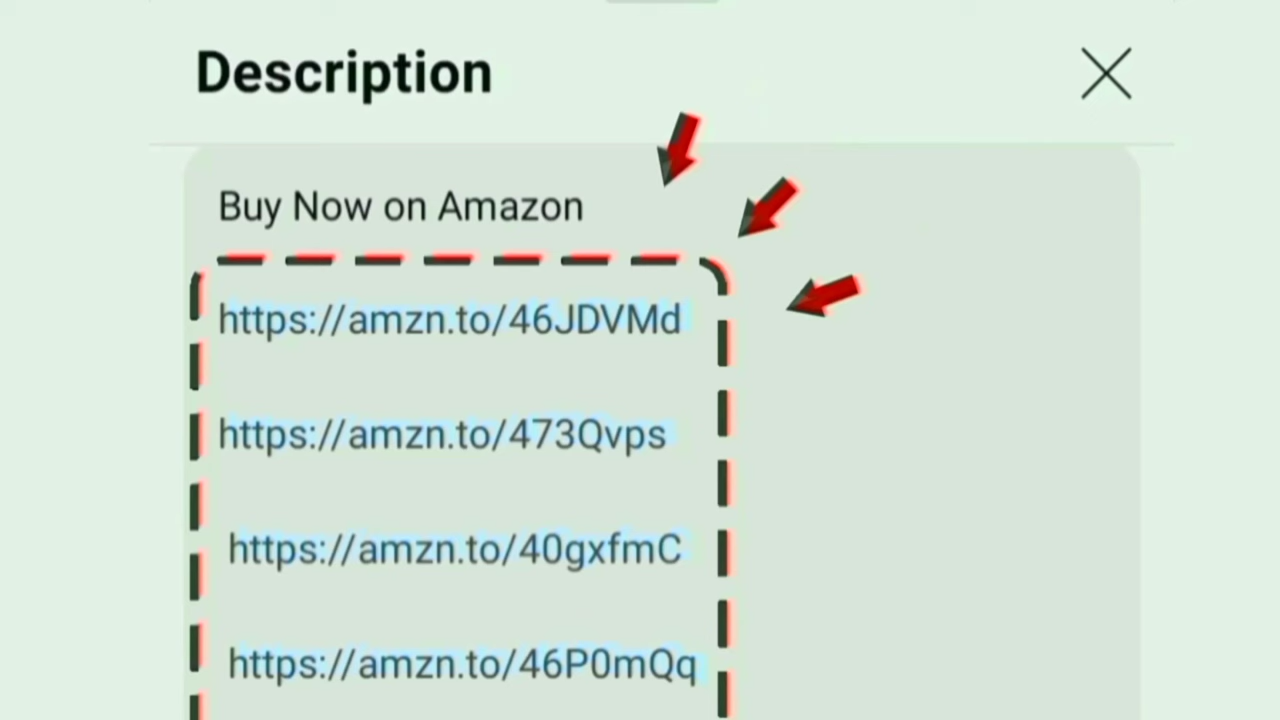 Description
Buy Now on Amazon
https://amzn.to/46JDVMd
https://amzn.to/473Qvps
https://amzn.to/40gxfmC
https://amzn.to/46P0mQq